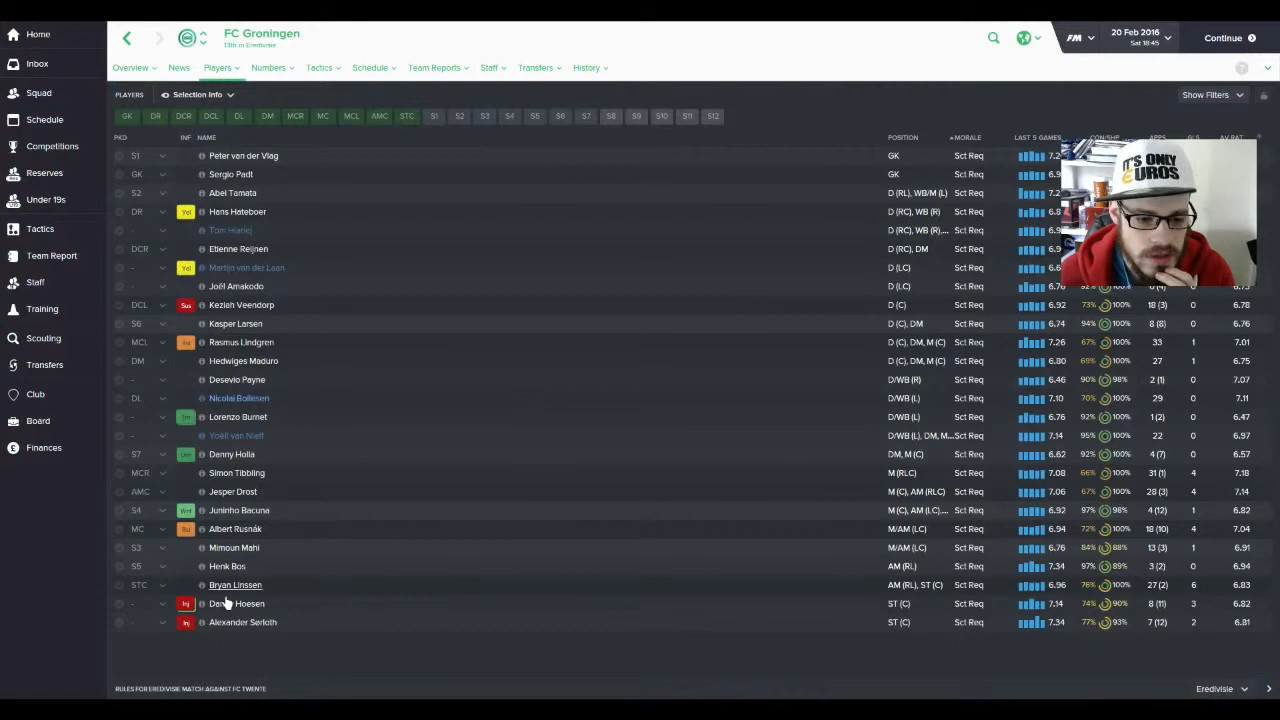 Home
FC Groningen
13th in Eredivisie
FM
20 Feb 2016
Sat 18:45
Continue
Inbox
Overview News Players Numbers Tactics Schedule Team Reports Staff Transfers History
Squad
PLAYERS Selection Info Show Filters
Schedule
GK DR DCR DCL DL DM MCR MC MCL AMC STC S1 S2 S3 S4 S5 S6 S7 S8 S9 S10 S11 S12
PKD INF NAME POSITION MORALE LAST 5 GAMES CON/SHP APPS GLS AV RAT
Competitions
IT'S ONLY EUROS
S1 Peter van der Vlag GK Sct Req
Reserves
GK Sergio Padt GK Sct Req
Under 19s
S2 Abel Tamata D (RL), WB/M (L) Sct Req
DR Yel Hans Hateboer D (RC), WB (R) Sct Req
Tactics
- Tom Hiariej D (RC), WB (R),... Sct Req
Team Report
DCR Etienne Reijnen D (RC), DM Sct Req
- Yel Martijn van der Laan D (LC) Sct Req
Staff
- Joël Amakodo D (LC) Sct Req
Training
DCL Sus Keziah Veendorp D (C) Sct Req 6.92 73% 100% 18 (3) 0 6.78
S6 Kasper Larsen D (C), DM Sct Req 6.74 94% 100% 8 (8) 0 6.76
Scouting
MCL Rasmus Lindgren D (C), DM, M (C) Sct Req 7.26 67% 100% 33 1 7.01
Transfers
DM Hedwiges Maduro D (C), DM, M (C) Sct Req 6.80 69% 100% 27 1 6.75
- Desevio Payne D/WB (R) Sct Req 6.46 90% 98% 2 (1) 0 7.07
Club
DL Nicolai Boilesen D/WB (L) Sct Req 7.10 70% 100% 29 0 7.11
Board
- Lorenzo Burnet D/WB (L) Sct Req 6.76 92% 100% 1 (2) 0 6.47
- Yoëll van Nieff D/WB (L), DM, M... Sct Req 7.14 95% 100% 22 0 6.97
Finances
S7 Danny Holla DM, M (C) Sct Req 6.62 92% 100% 4 (7) 0 6.57
MCR Simon Tibbling M (RLC) Sct Req 7.08 66% 100% 31 (1) 4 7.18
AMC Jesper Drost M (C), AM (RLC) Sct Req 7.06 67% 100% 28 (3) 4 7.14
S4 Wnt Juninho Bacuna M (C), AM (LC),... Sct Req 6.92 97% 98% 4 (12) 1 6.82
MC Albert Rusnák M/AM (LC) Sct Req 6.94 72% 100% 18 (10) 4 7.04
S3 Mimoun Mahi M/AM (LC) Sct Req 6.76 84% 88% 13 (3) 1 6.91
S5 Henk Bos AM (RL) Sct Req 7.34 97% 89% 3 (2) 0 6.94
STC Bryan Linssen AM (RL), ST (C) Sct Req 6.96 76% 100% 27 (2) 6 6.83
- Inj Hoesen ST (C) Sct Req 7.14 74% 90% 8 (11) 3 6.82
- Inj Alexander Sørloth ST (C) Sct Req 7.34 77% 93% 7 (12) 2 6.81
RULES FOR EREDIVISIE MATCH AGAINST FC TWENTE Eredivisie